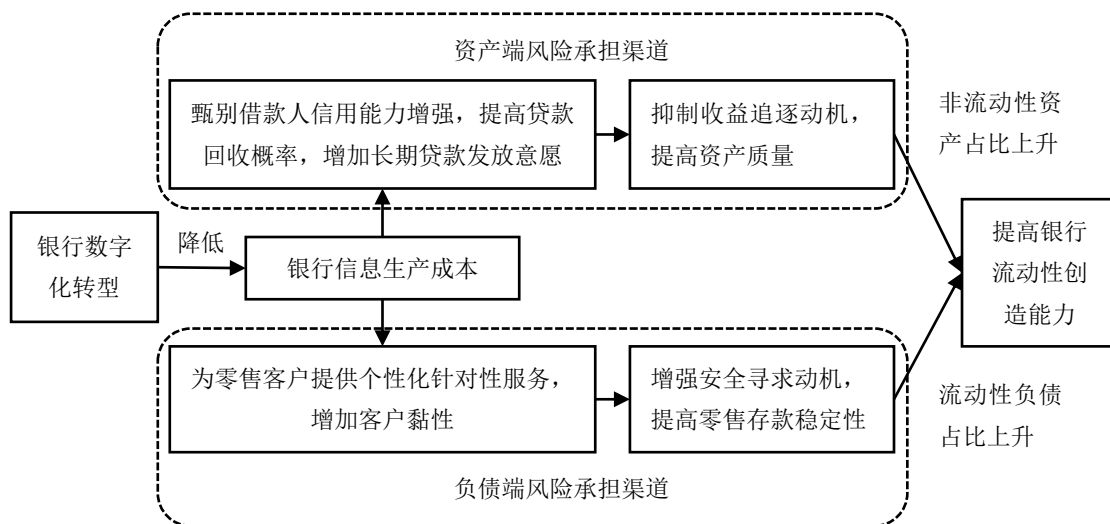 资产端风险承担渠道
甄别借款人信用能力增强，提高贷款
回收概率，增加长期贷款发放意愿
抑制收益追逐动机，
提高资产质量
非流动性资
产占比上升
银行数字
化转型
降低
银行信息生产成本
提高银行
流动性创
造能力
为零售客户提供个性化针对性服务，
增加客户黏性
增强安全寻求动机，
提高零售存款稳定性
流动性负债
占比上升
负债端风险承担渠道